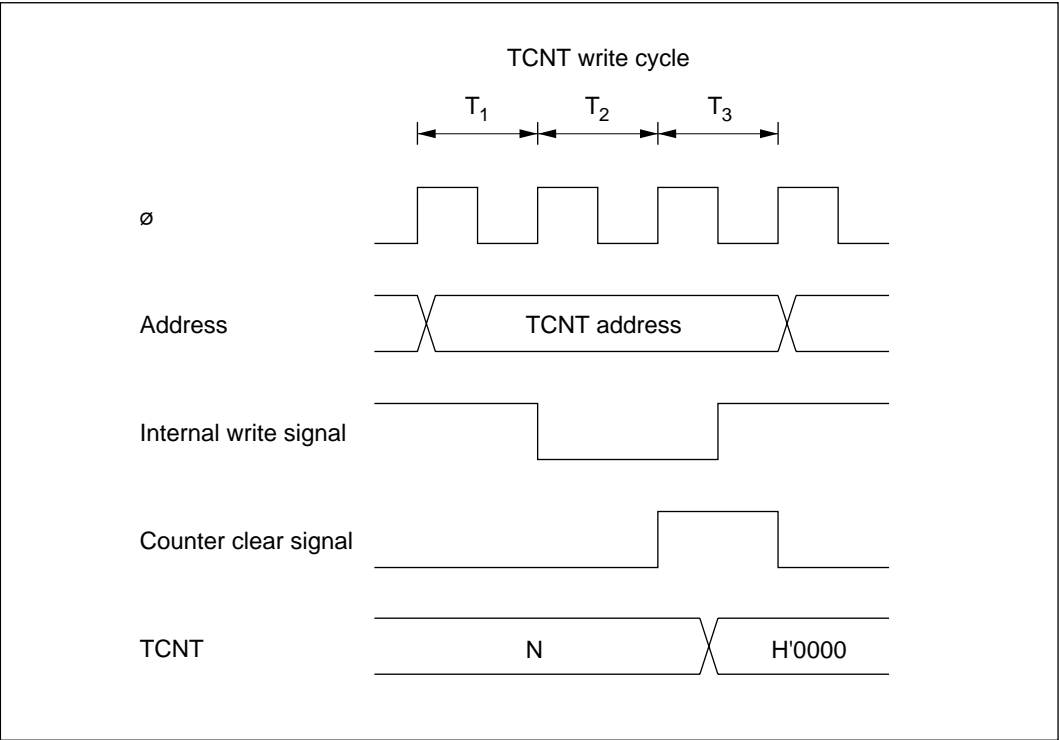 TCNT write cycle
T1 T2 T3
ø
Address TCNT address
Internal write signal
Counter clear signal
TCNT N H'0000